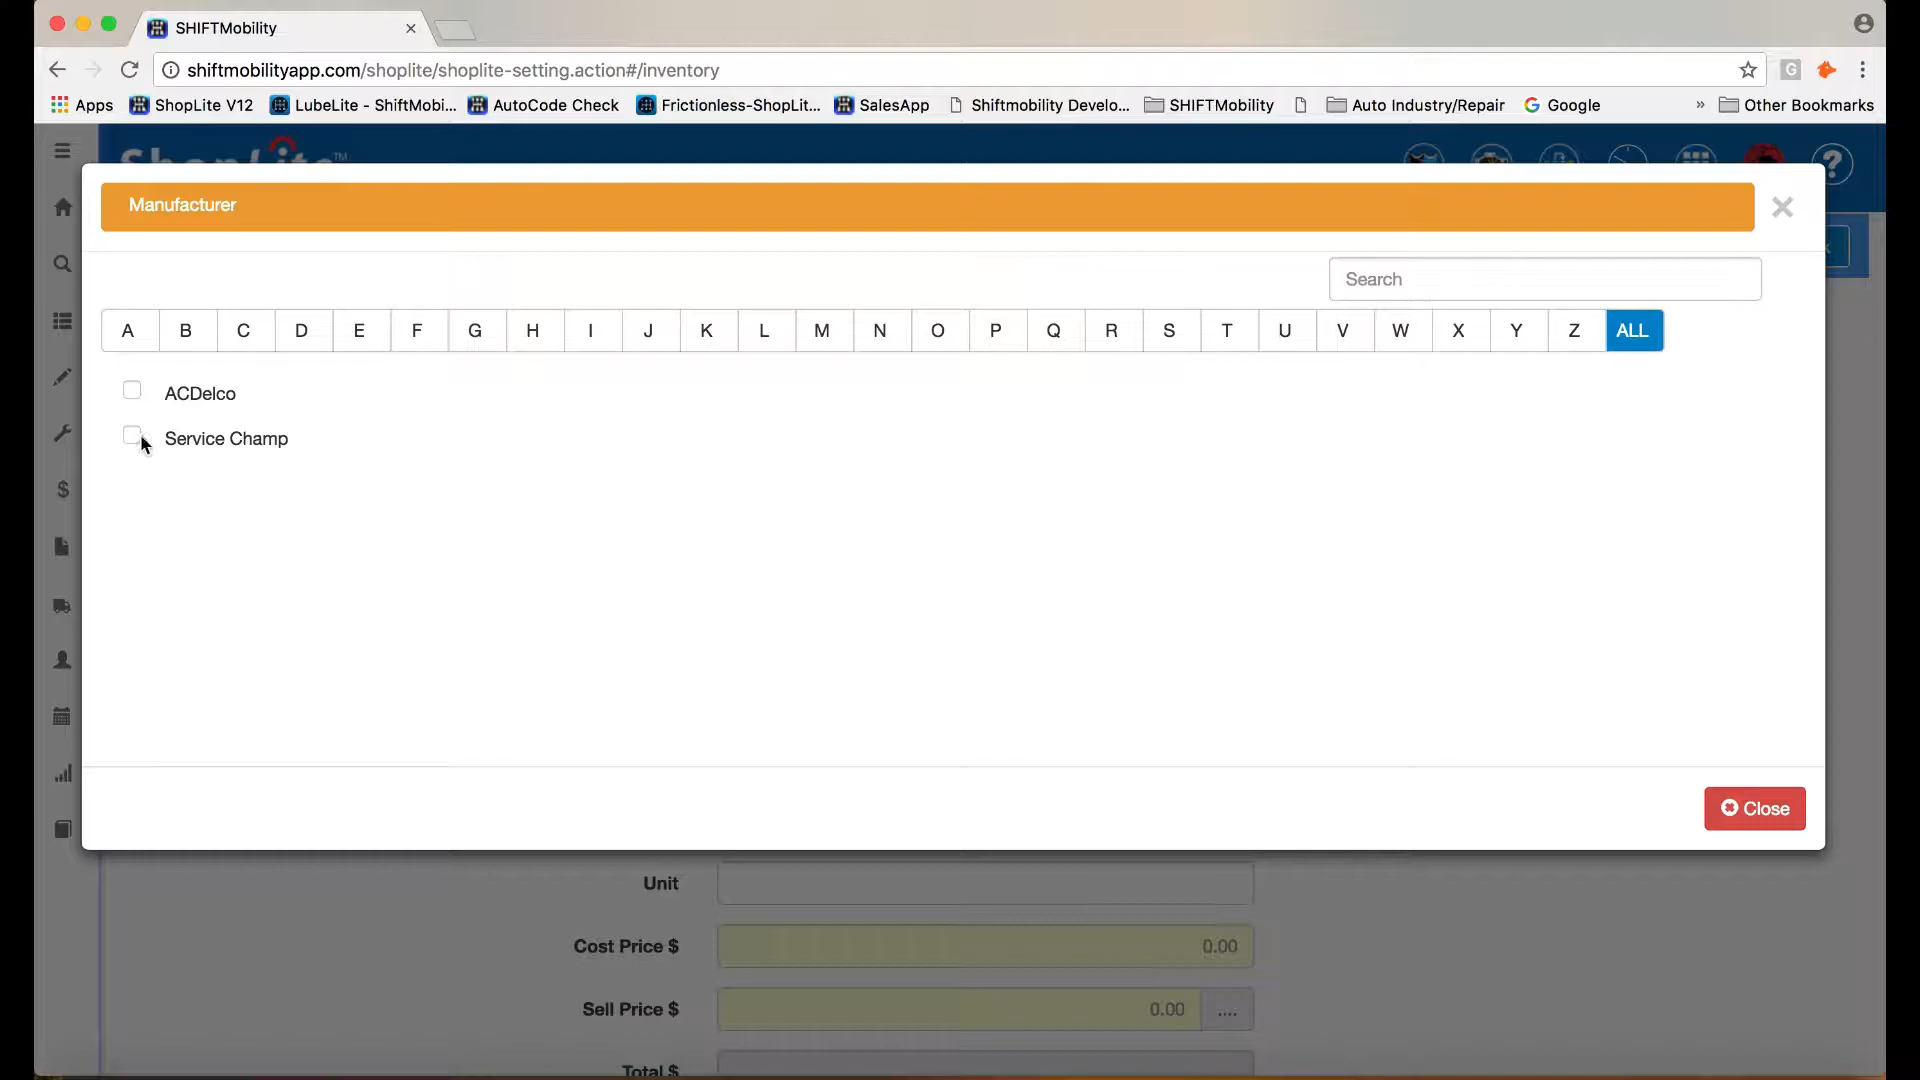 SHIFTMobility
shiftmobilityapp.com/shoplite/shoplite-setting.action#/inventory
Apps ShopLite V12 LubeLite - ShiftMobi... AutoCode Check Frictionless-ShopLit... SalesApp Shiftmobility Develo... SHIFTMobility Auto Industry/Repair Google » Other Bookmarks
ShopLite™
Manufacturer
Search
A B C D E F G H I J K L M N O P Q R S T U V W X Y Z ALL
ACDelco
Service Champ
Close
Unit
Cost Price $ 0.00
Sell Price $ 0.00 ....
Total $